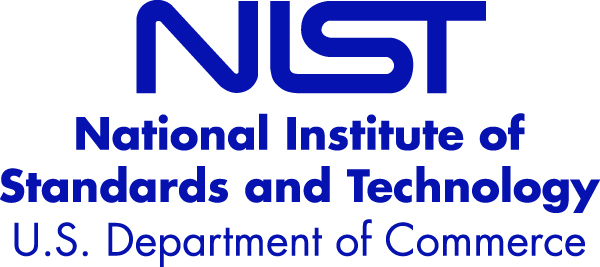 NIST
National Institute of
Standards and Technology
U.S. Department of Commerce